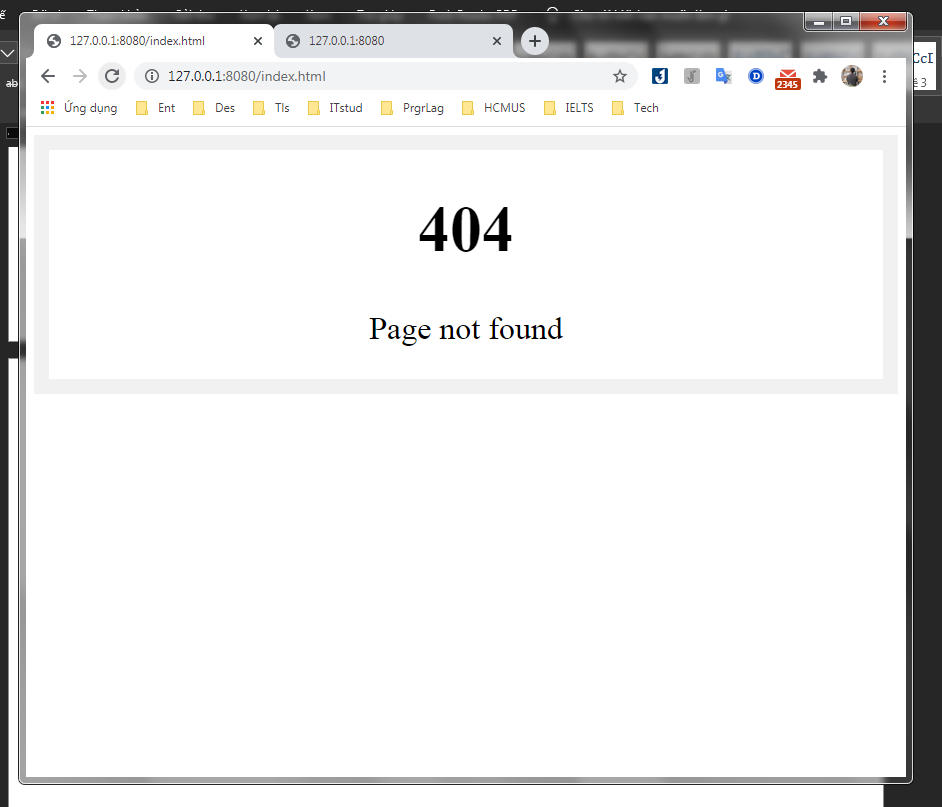 127.0.0.1:8080/index.html
127.0.0.1:8080
127.0.0.1:8080/index.html
2345
Ứng dụng Ent Des Tls ITstud PrgrLag HCMUS IELTS Tech
404
Page not found